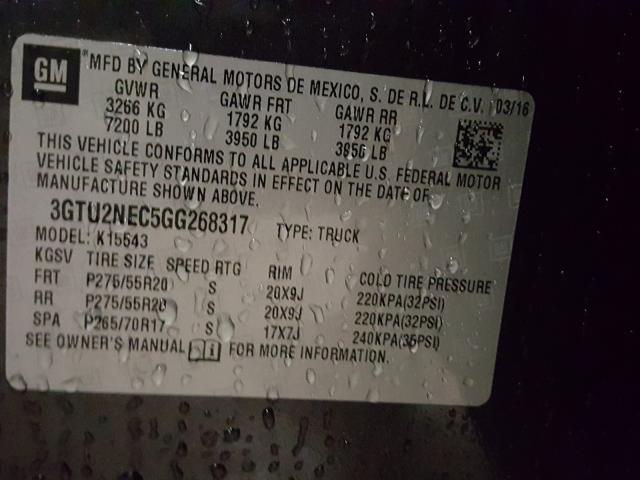 GM
®MFD BY GENERAL MOTORS DE MEXICO, S. DE R.L. DE C.V. 03/16
GVWR GAWR FRT GAWR RR
3266 KG 1792 KG 1792 KG
7200 LB 3950 LB 3950 LB
THIS VEHICLE CONFORMS TO ALL APPLICABLE U.S. FEDERAL MOTOR
VEHICLE SAFETY STANDARDS IN EFFECT ON THE DATE OF
MANUFACTURE SHOWN ABOVE.
3GTU2NEC5GG268317 TYPE: TRUCK
MODEL: K15543
KGSV TIRE SIZE SPEED RTG RIM COLD TIRE PRESSURE
FRT P275/55R20 S 20X9J 220KPA(32PSI)
RR P275/55R20 S 20X9J 220KPA(32PSI)
SPA P265/70R17 S 17X7J 240KPA(35PSI)
SEE OWNER'S MANUAL FOR MORE INFORMATION.